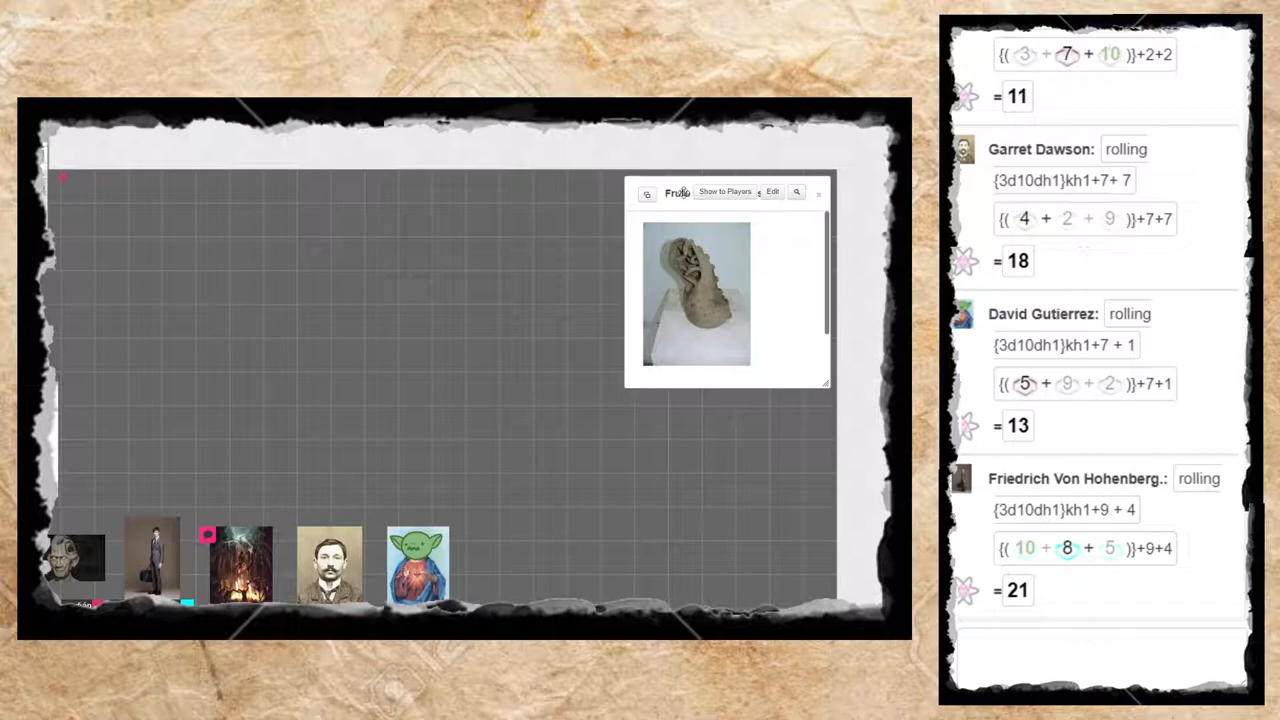 Show to Players
Edit
{( 3 + 7 + 10 )}+2+2
= 11
Garret Dawson: rolling
{3d10dh1}kh1+7+ 7
{( 4 + 2 + 9 )}+7+7
= 18
David Gutierrez: rolling
{3d10dh1}kh1+7 + 1
{( 5 + 9 + 2 )}+7+1
= 13
Friedrich Von Hohenberg.: rolling
{3d10dh1}kh1+9 + 4
{( 10 + 8 + 5 )}+9+4
= 21